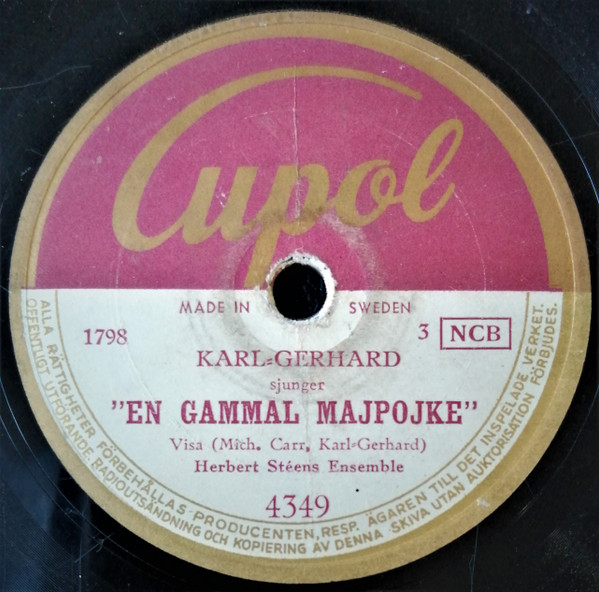 Cupol
MADE IN SWEDEN
1798
3 NCB
KARL-GERHARD
sjunger
"EN GAMMAL MAJPOJKE"
Visa (Mich. Carr, Karl-Gerhard)
Herbert Stéens Ensemble
4349
ALLA RÄTTIGHETER FÖRBEHÅLLAS PRODUCENTEN, RESP. ÄGAREN TILL DET INSPELADE VERKET.
OFFENTLIGT UTFÖRANDE, RADIOUTSÄNDNING OCH KOPIERING AV DENNA SKIVA UTAN AUKTORISATION FÖRBJUDES.